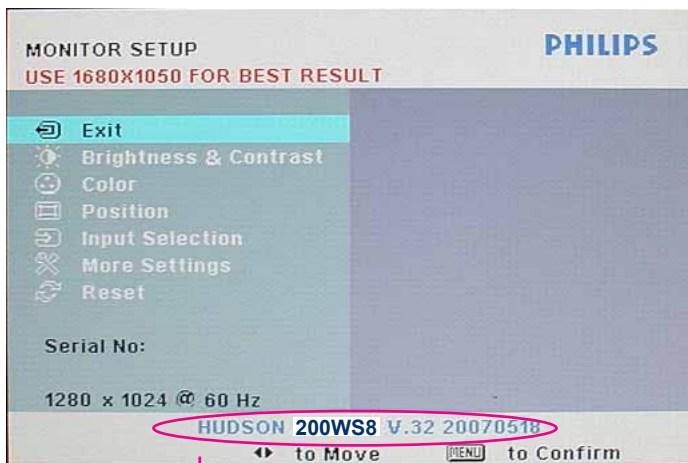 MONITOR SETUP
PHILIPS
USE 1680X1050 FOR BEST RESULT
Exit
Brightness & Contrast
Color
Position
Input Selection
More Settings
Reset
Serial No:
1280 x 1024 @ 60 Hz
HUDSON 200WS8 V.32 20070518
to Move MENU to Confirm